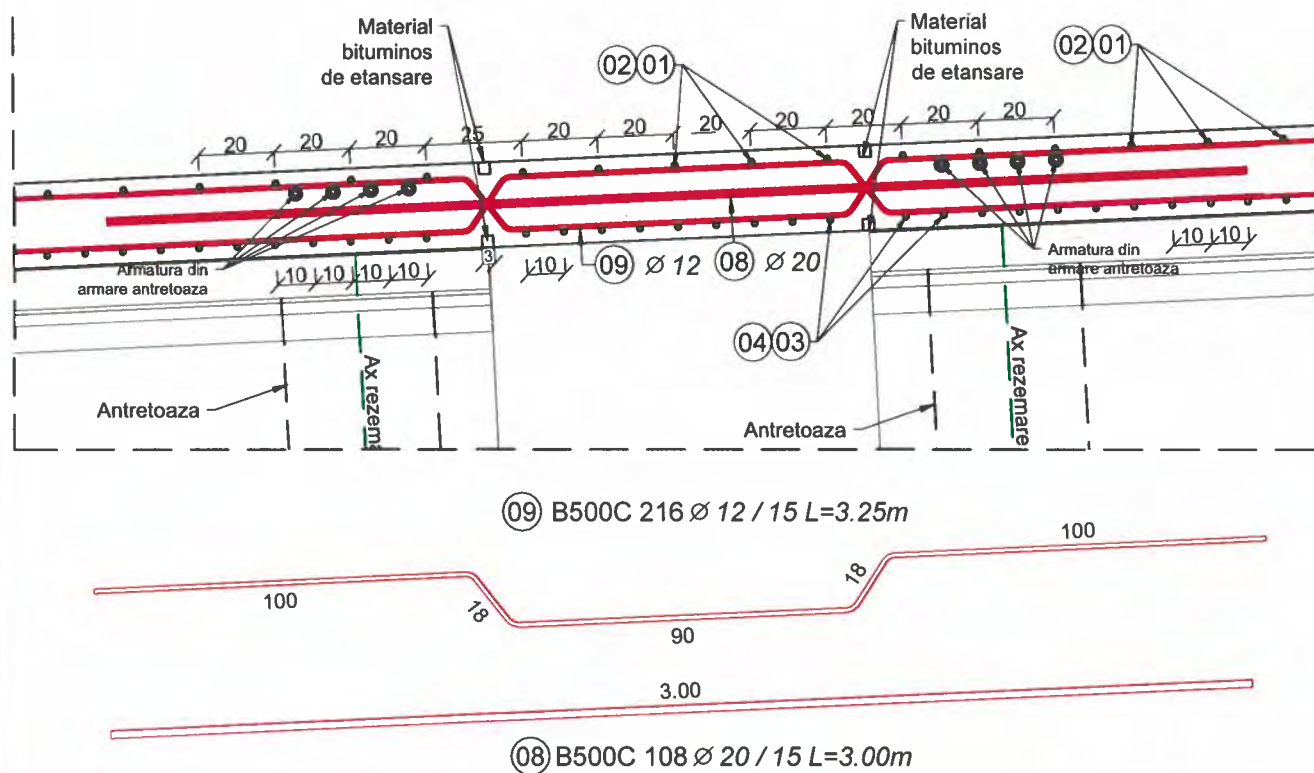 Material
bituminos
de etansare
02 01
Material
bituminos
de etansare
02 01
20 20 20 25 20 20 20 20 20 20 20
3
Armatura din
armare antretoaza
10 10 10 10
10
09 Ø 12
08 Ø 20
10 10
Armatura din
armare antretoaza
04 03
Ax rezema
Ax rezemare
Antretoaza
Antretoaza
09 B500C 216 Ø 12 / 15 L=3.25m
100
18
90
18
100
3.00
08 B500C 108 Ø 20 / 15 L=3.00m